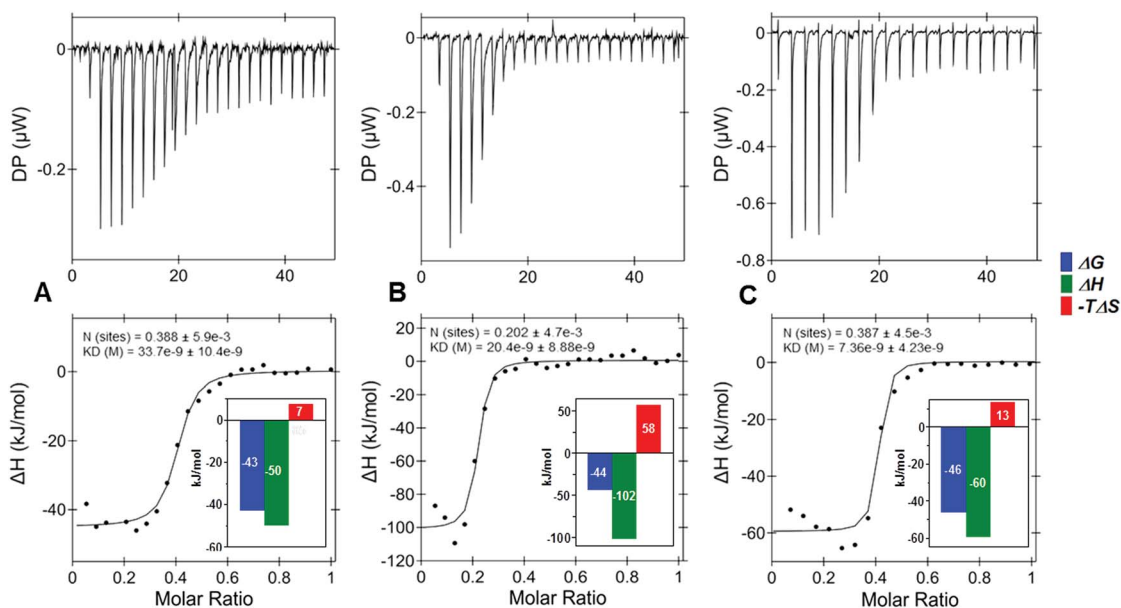 0
-0.2
DP (µW)
0 20 40
0
-0.2
-0.4
DP (µW)
0 20 40
0
-0.2
-0.4
-0.6
-0.8
DP (µW)
0 20 40
ΔG
ΔH
-TΔS
A
N (sites) = 0.388 ± 5.9e-3
KD (M) = 33.7e-9 ± 10.4e-9
0
-20
-40
ΔH (kJ/mol)
0
-20
-40
-60
kJ/mol
7
-43
-50
0 0.2 0.4 0.6 0.8 1
Molar Ratio
B
N (sites) = 0.202 ± 4.7e-3
KD (M) = 20.4e-9 ± 8.88e-9
20
0
-20
-40
-60
-80
-100
-120
ΔH (kJ/mol)
50
0
-50
-100
kJ/mol
58
-44
-102
0 0.2 0.4 0.6 0.8 1
Molar Ratio
C
N (sites) = 0.387 ± 4.5e-3
KD (M) = 7.36e-9 ± 4.23e-9
0
-20
-40
-60
ΔH (kJ/mol)
0
-20
-40
-60
kJ/mol
13
-46
-60
0 0.2 0.4 0.6 0.8 1
Molar Ratio